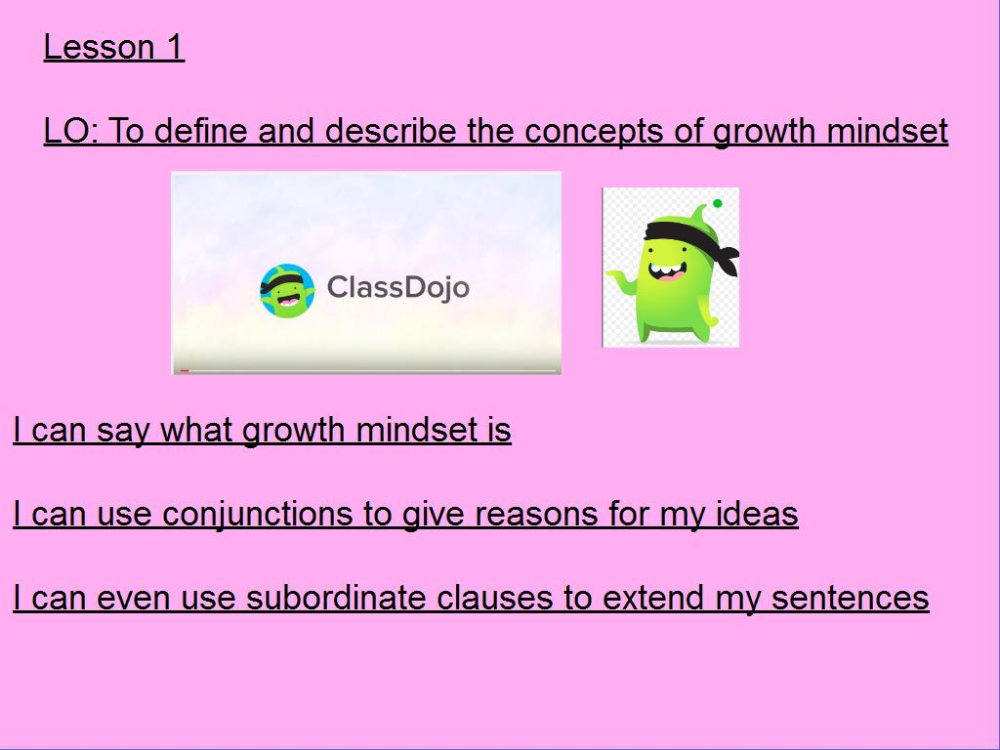 Lesson 1
LO: To define and describe the concepts of growth mindset
ClassDojo
I can say what growth mindset is
I can use conjunctions to give reasons for my ideas
I can even use subordinate clauses to extend my sentences